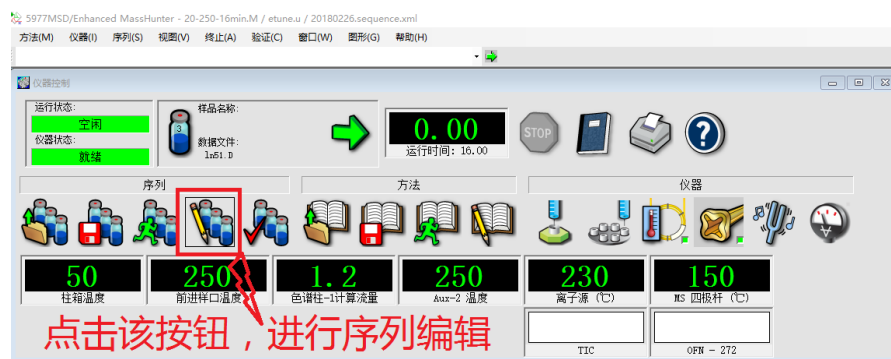 5977MSD/Enhanced MassHunter - 20-250-16min.M / etune.u / 20180226.sequence.xml
方法(M) 仪器(I) 序列(S) 视图(V) 终止(A) 验证(C) 窗口(W) 图形(G) 帮助(H)
仪器控制
运行状态:
空闲
仪器状态:
就绪
3
样品名称:
数据文件:
ln51.D
0.00
运行时间: 16.00
STOP
序列 方法 仪器
50 250 1.2 250 230 150
柱箱温度 前进样口温度 色谱柱-1计算流量 Aux-2 温度 离子源 (℃) MS 四极杆 (℃)
点击该按钮，进行序列编辑
TIC OFN - 272